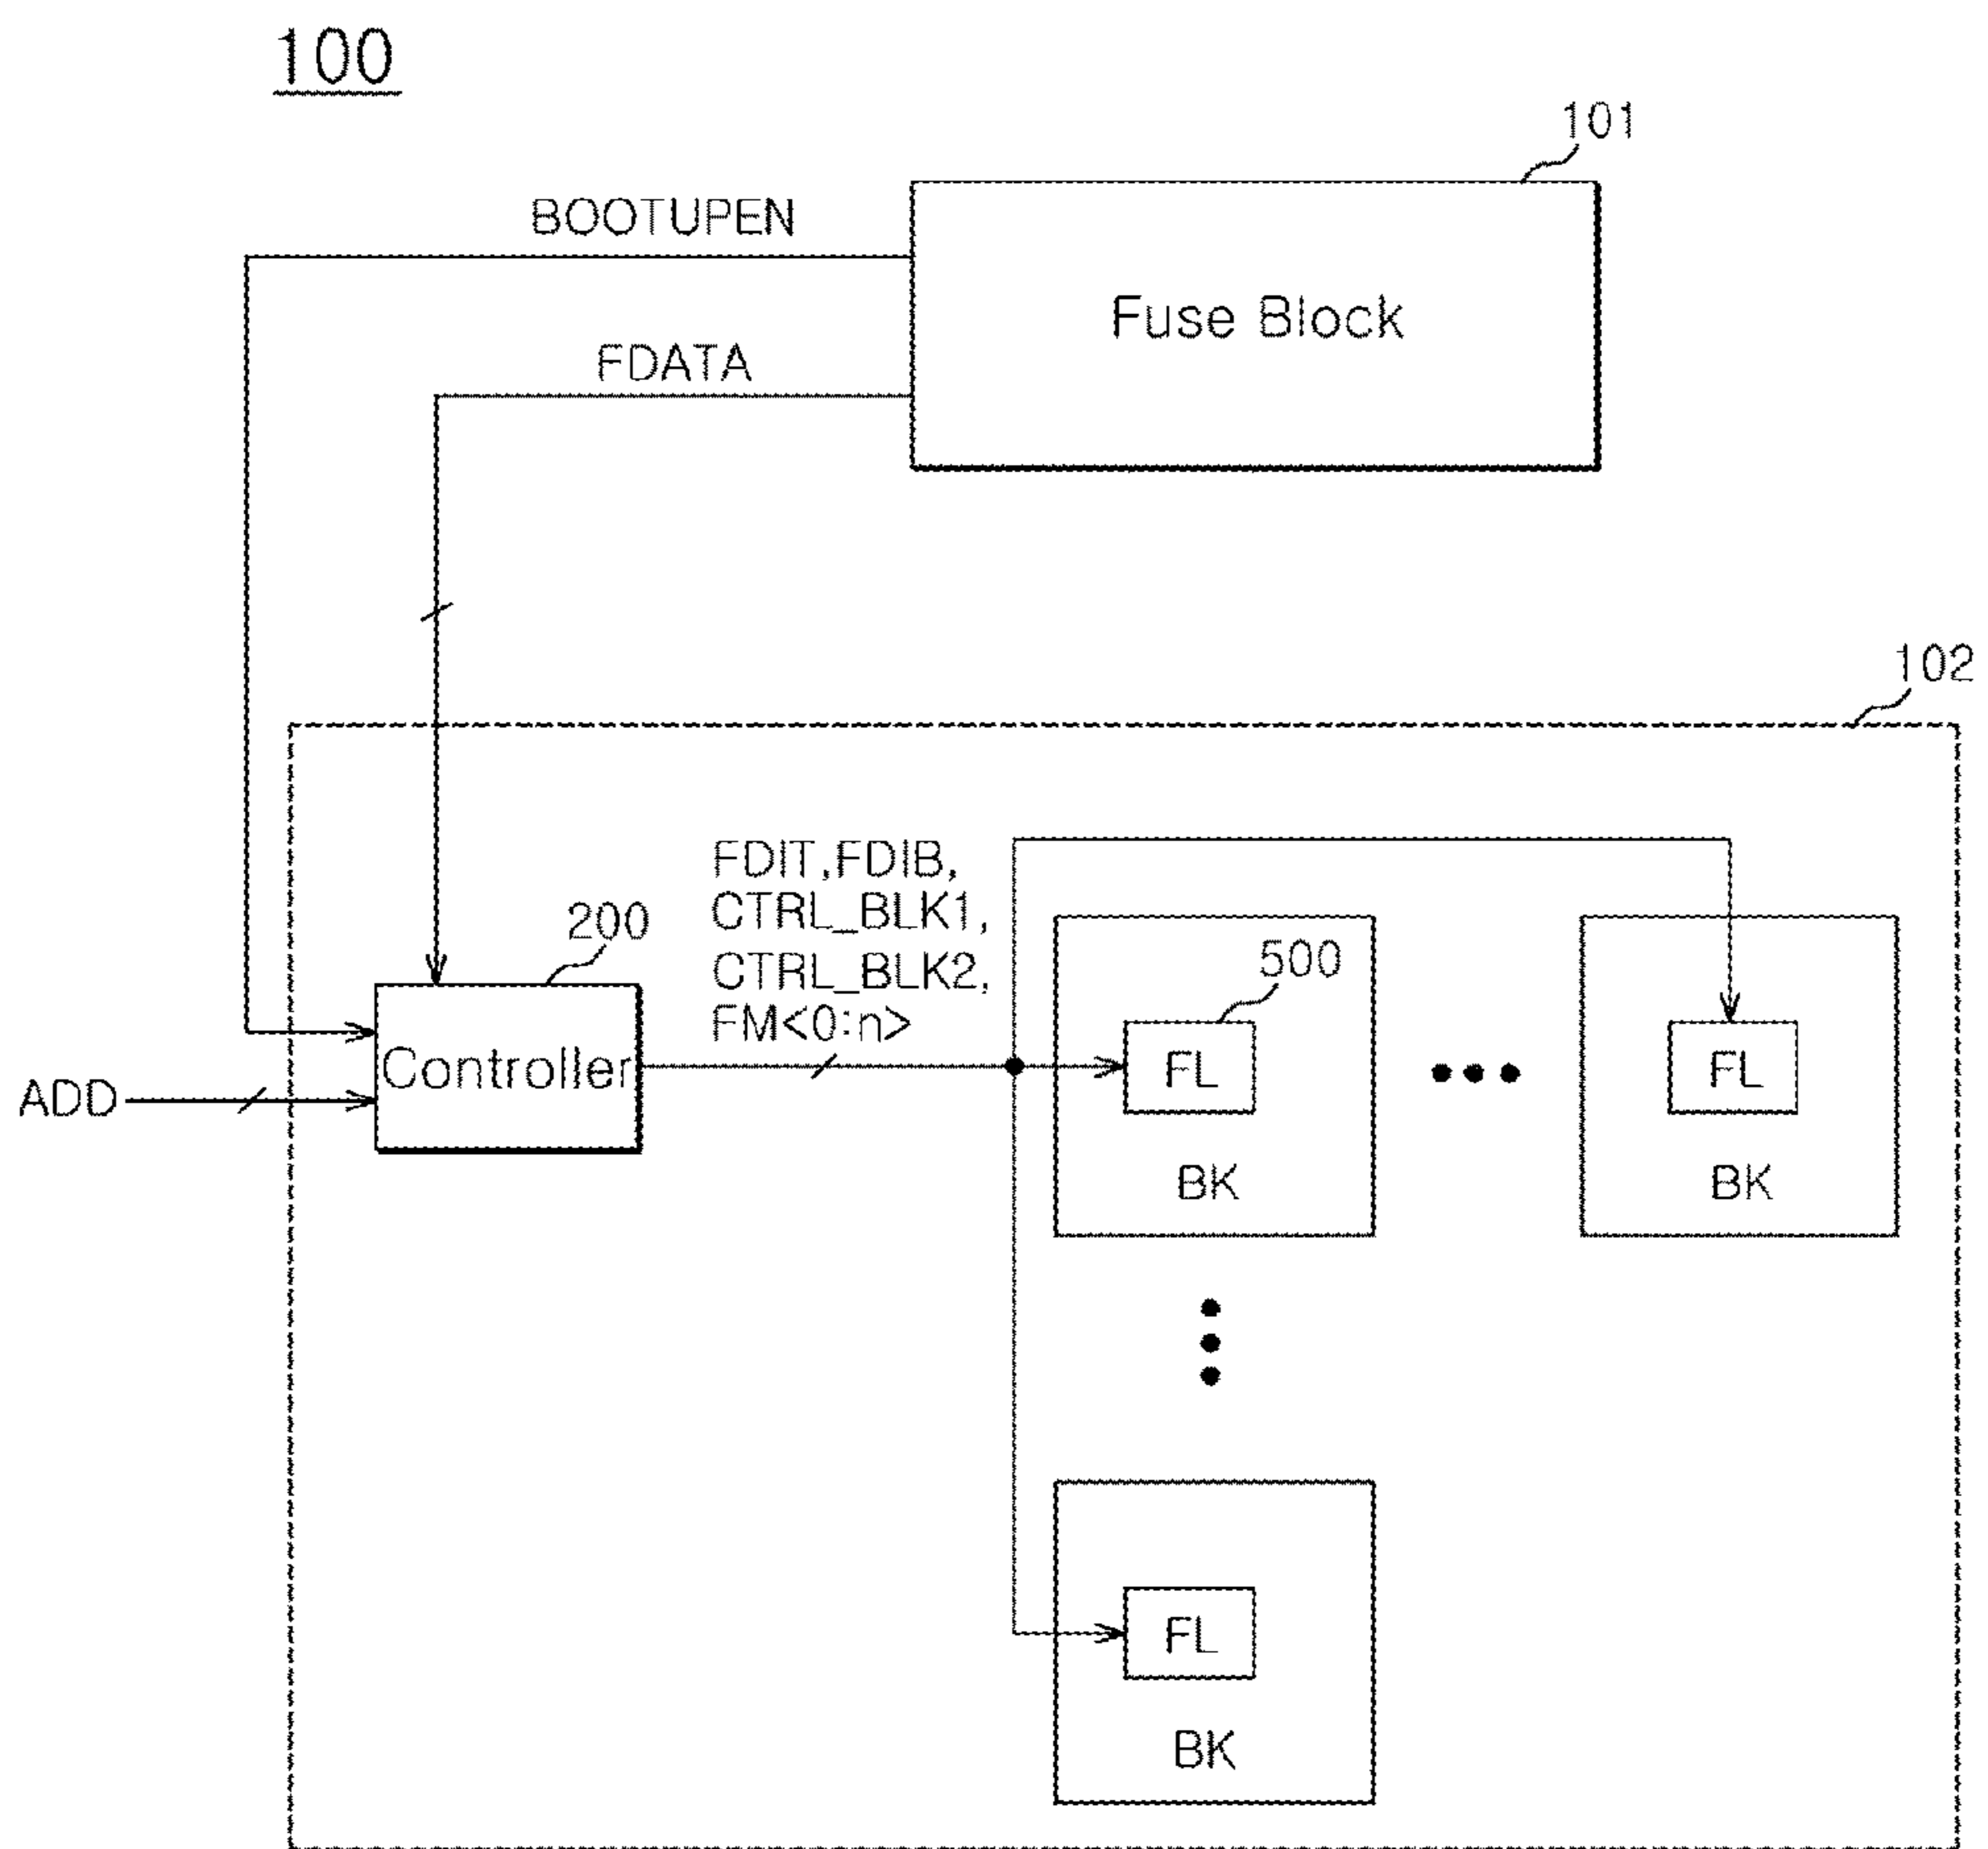 100
101
BOOTUPEN
Fuse Block
FDATA
102
FDIT,FDIB,
CTRL_BLK1,
CTRL_BLK2,
FM<0:n>
200
500
Controller
ADD
FL
FL
BK
BK
FL
BK